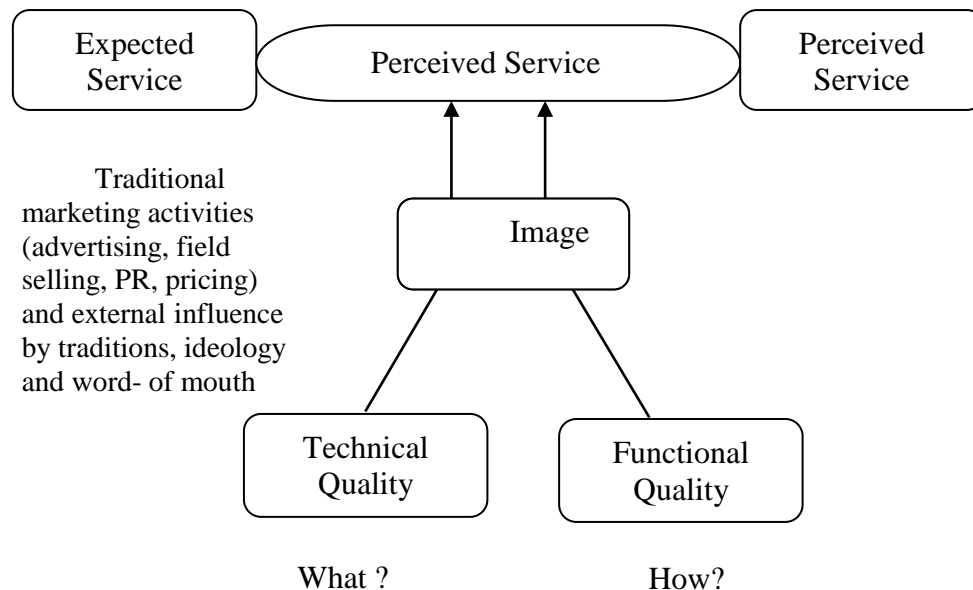 Expected
Service
Perceived Service
Perceived
Service
Traditional
marketing activities
(advertising, field
selling, PR, pricing)
and external influence
by traditions, ideology
and word- of mouth
Image
Technical
Quality
Functional
Quality
What ?
How?